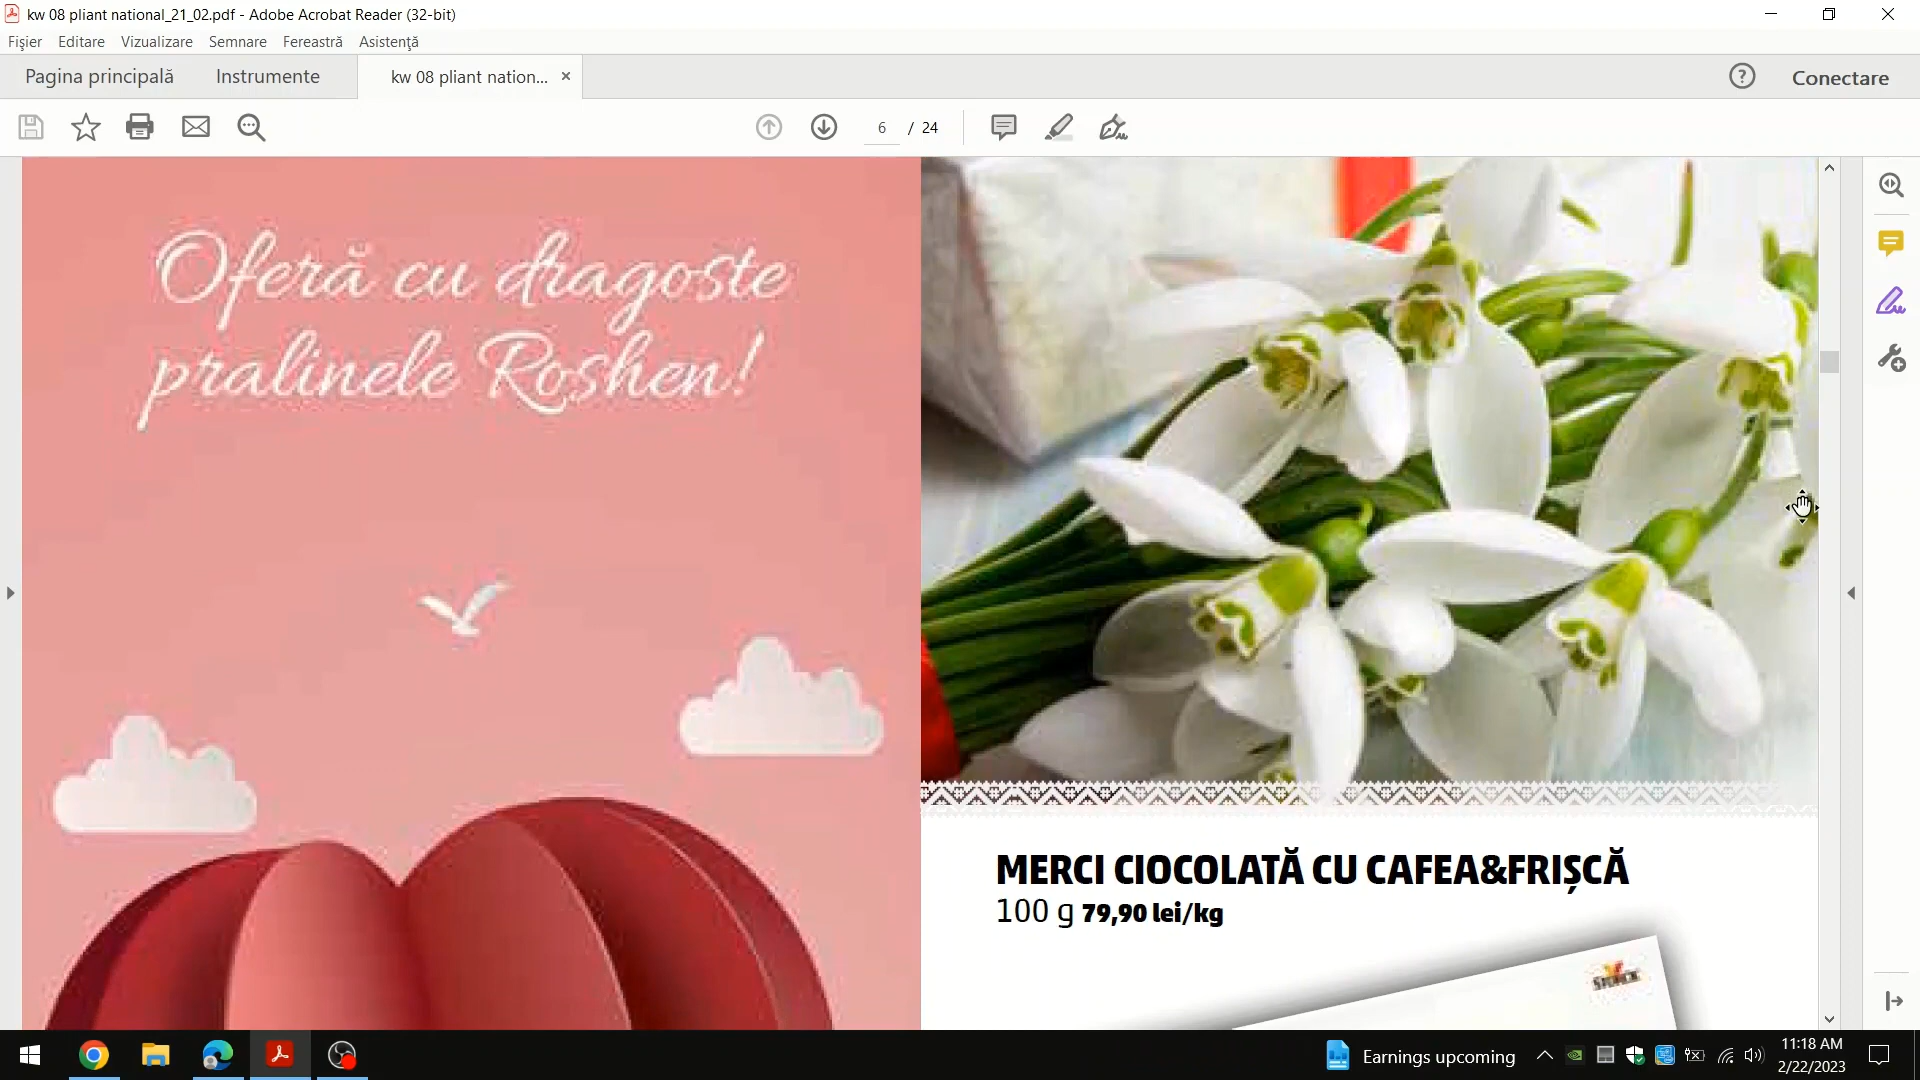 kw 08 pliant national_21_02.pdf - Adobe Acrobat Reader (32-bit)
Fișier Editare Vizualizare Semnare Fereastră Asistență
Pagina principală Instrumente kw 08 pliant nation... × Conectare
6 / 24
Oferă cu dragoste
pralinele Roshen!
MERCI CIOCOLATĂ CU CAFEA&FRIȘCĂ
100 g 79,90 lei/kg
STORCK
Earnings upcoming
11:18 AM
2/22/2023